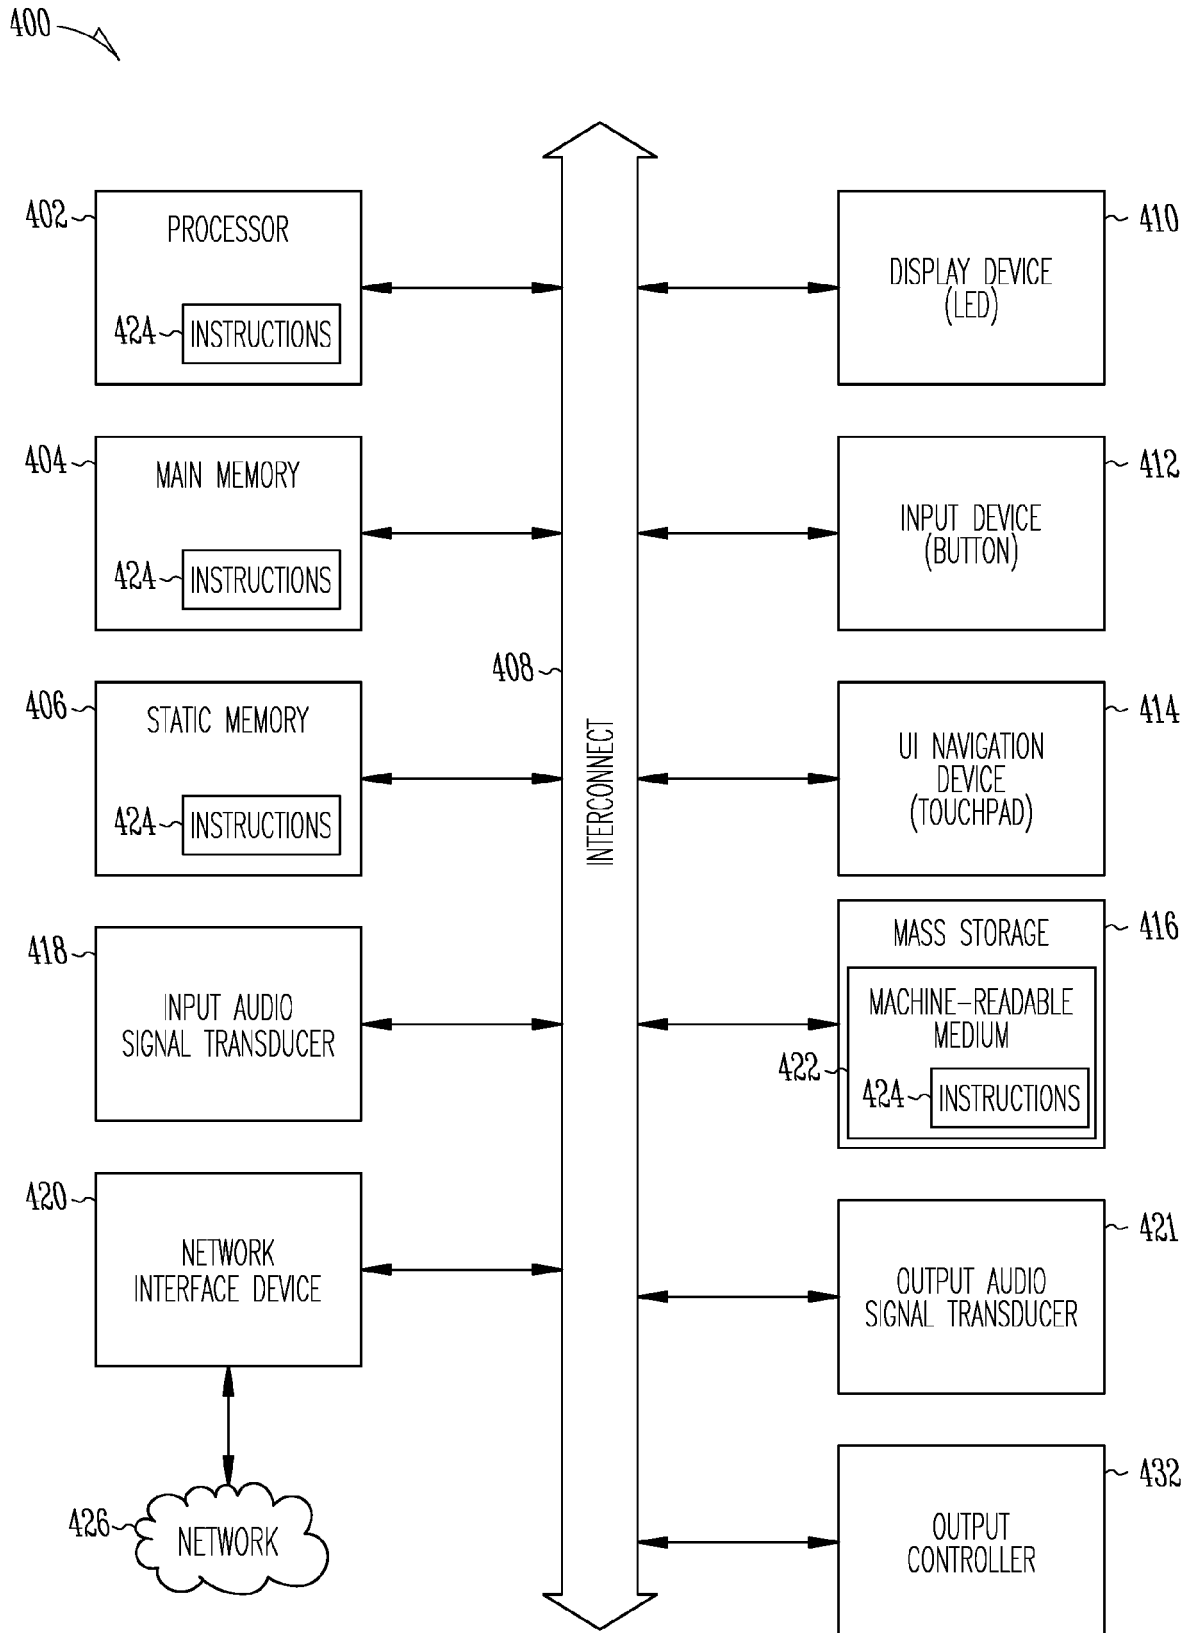 400
402
PROCESSOR
424
INSTRUCTIONS
404
MAIN MEMORY
424
INSTRUCTIONS
406
STATIC MEMORY
424
INSTRUCTIONS
418
INPUT AUDIO
SIGNAL TRANSDUCER
420
NETWORK
INTERFACE DEVICE
426
NETWORK
408
INTERCONNECT
410
DISPLAY DEVICE
(LED)
412
INPUT DEVICE
(BUTTON)
414
UI NAVIGATION
DEVICE
(TOUCHPAD)
416
MASS STORAGE
MACHINE-READABLE
MEDIUM
422
424
INSTRUCTIONS
421
OUTPUT AUDIO
SIGNAL TRANSDUCER
432
OUTPUT
CONTROLLER